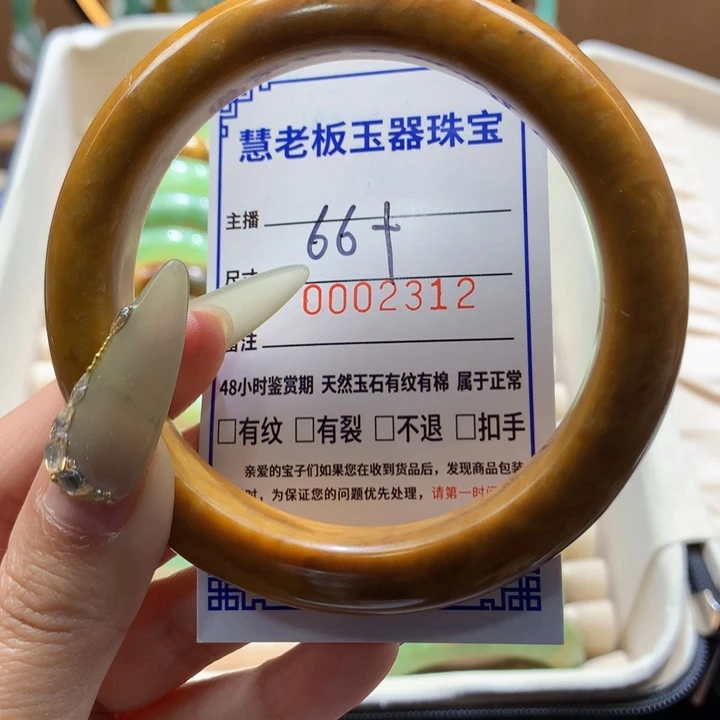 慧老板玉器珠宝
主播
66+
尺寸
0002312
备注
48小时鉴赏期 天然玉石有纹有棉 属于正常
□有纹 □有裂 □不退 □扣手
亲爱的宝子们如果您在收到货品后，发现商品包装
时，为保证您的问题优先处理，请第一时间